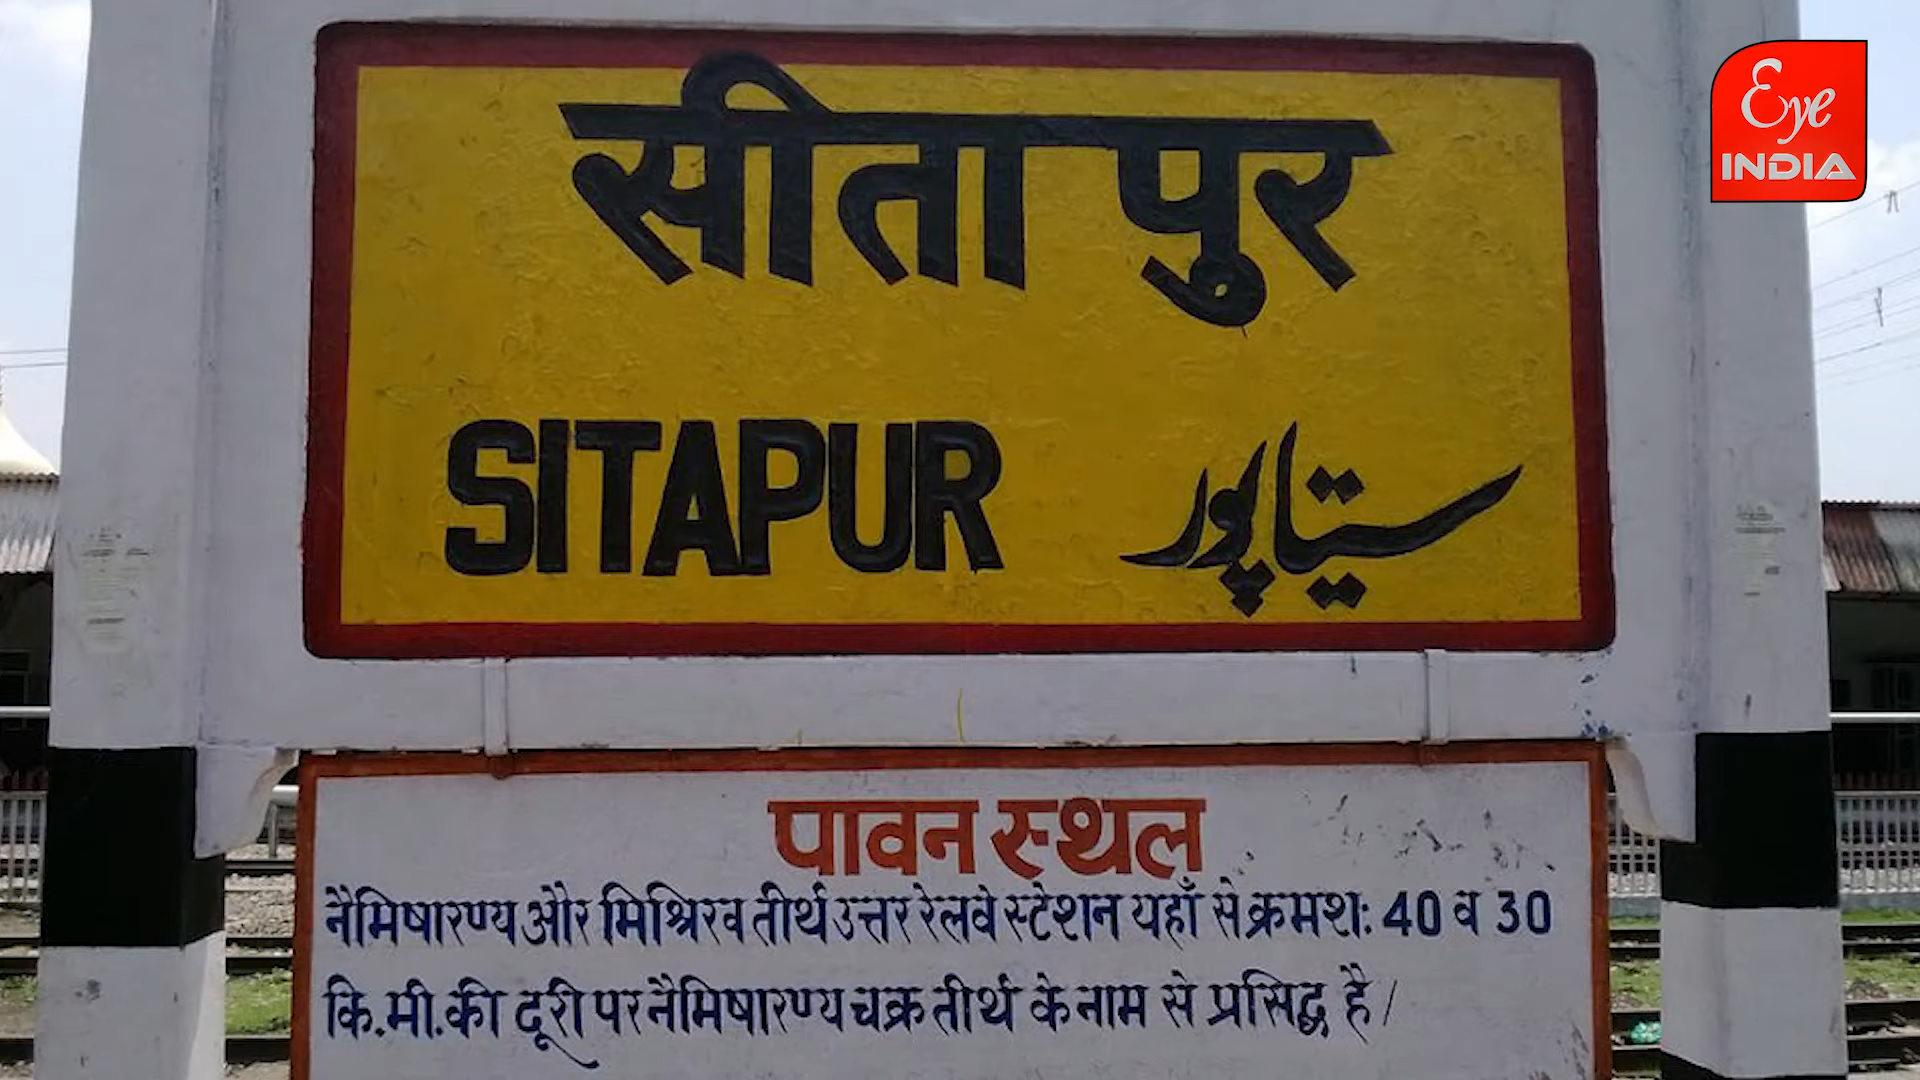 सीतापुर
SITAPUR ستیاپور
पावन स्थल
नैमिषारण्य और मिश्रिख तीर्थ उत्तर रेलवे स्टेशन यहाँ से क्रमशः 40 व 30
कि.मी.की दूरी पर नैमिषारण्य चक्र तीर्थ के नाम से प्रसिद्ध है /
Eye
INDIA